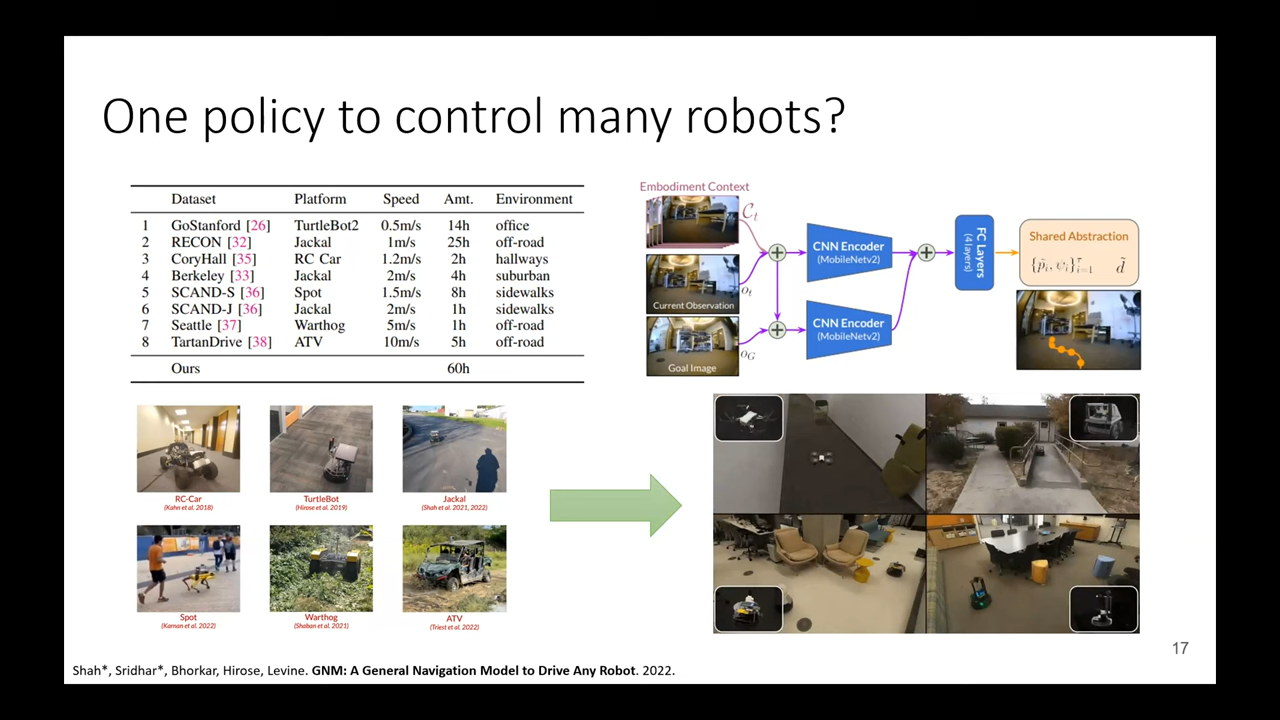 One policy to control many robots?
Dataset Platform Speed Amt. Environment
1 GoStanford [26] TurtleBot2 0.5m/s 14h office
2 RECON [32] Jackal 1m/s 25h off-road
3 CoryHall [35] RC Car 1.2m/s 2h hallways
4 Berkeley [33] Jackal 2m/s 4h suburban
5 SCAND-S [36] Spot 1.5m/s 8h sidewalks
6 SCAND-J [36] Jackal 2m/s 1h sidewalks
7 Seattle [37] Warthog 5m/s 1h off-road
8 TartanDrive [38] ATV 10m/s 5h off-road
Ours 60h
Embodiment Context
𝒞t
Current Observation
ot
Goal Image
oG
CNN Encoder
(MobileNetv2)
CNN Encoder
(MobileNetv2)
FC Layers
(4 layers)
Shared Abstraction
{p̃i, ψi}τi=1 d̃
RC-Car
(Kahn et al. 2018)
TurtleBot
(Hirose et al. 2019)
Jackal
(Shah et al. 2021, 2022)
Spot
(Karnan et al. 2022)
Warthog
(Shaban et al. 2021)
ATV
(Triest et al. 2022)
17
Shah*, Sridhar*, Bhorkar, Hirose, Levine. GNM: A General Navigation Model to Drive Any Robot. 2022.